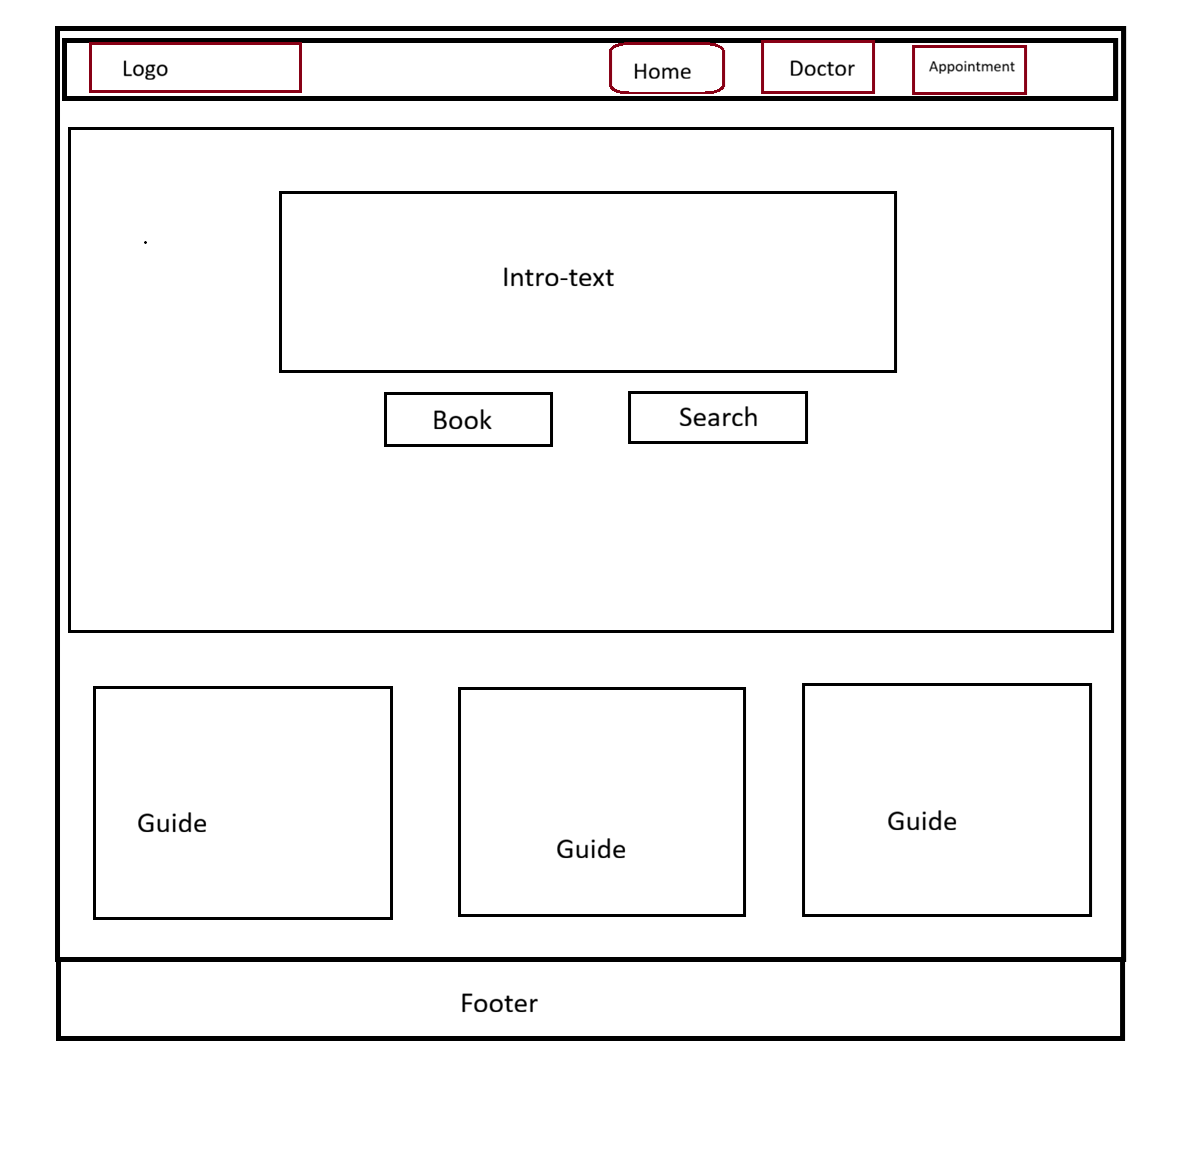 Logo
Home
Doctor
Appointment
Intro-text
Book
Search
Guide
Guide
Guide
Footer